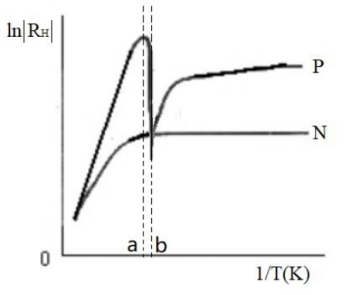 ln|R_H|
P
N
a b
0
1/T(K)